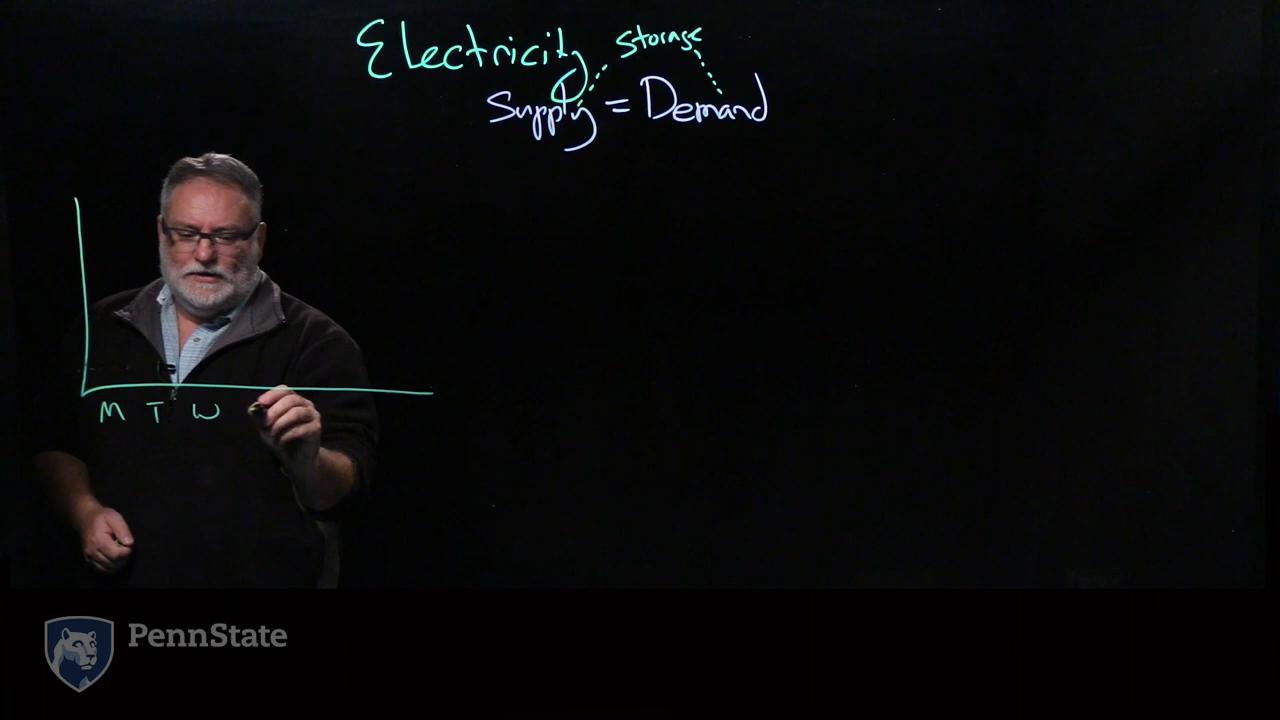 Electricity storage
Supply = Demand
M T W
PennState